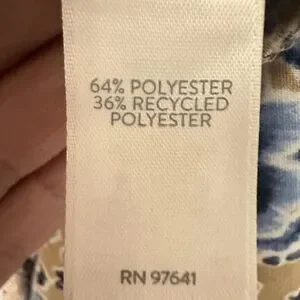 64% POLYESTER
36% RECYCLED
POLYESTER
RN 97641